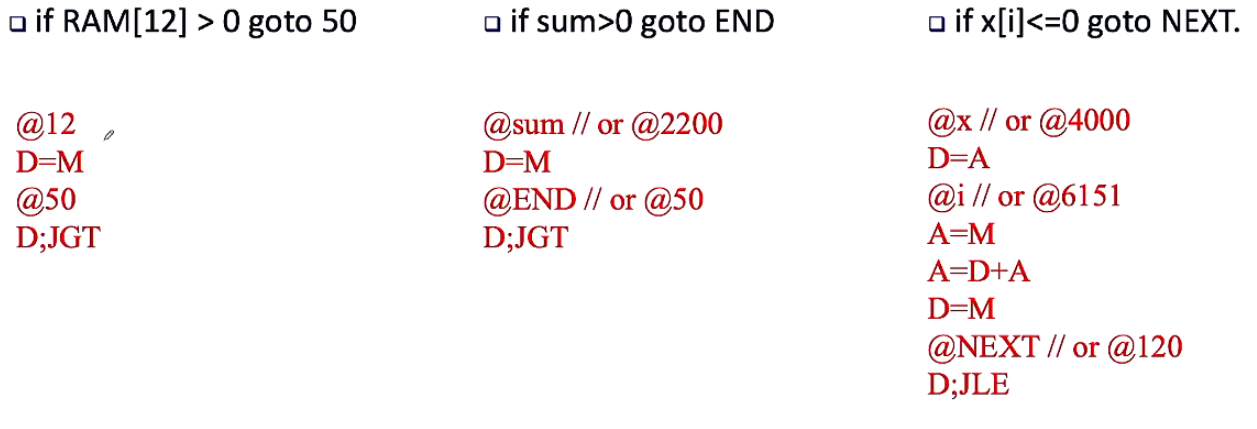 if RAM[12] > 0 goto 50
@12
D=M
@50
D;JGT
if sum>0 goto END
@sum // or @2200
D=M
@END // or @50
D;JGT
if x[i]<=0 goto NEXT.
@x // or @4000
D=A
@i // or @6151
A=M
A=D+A
D=M
@NEXT // or @120
D;JLE